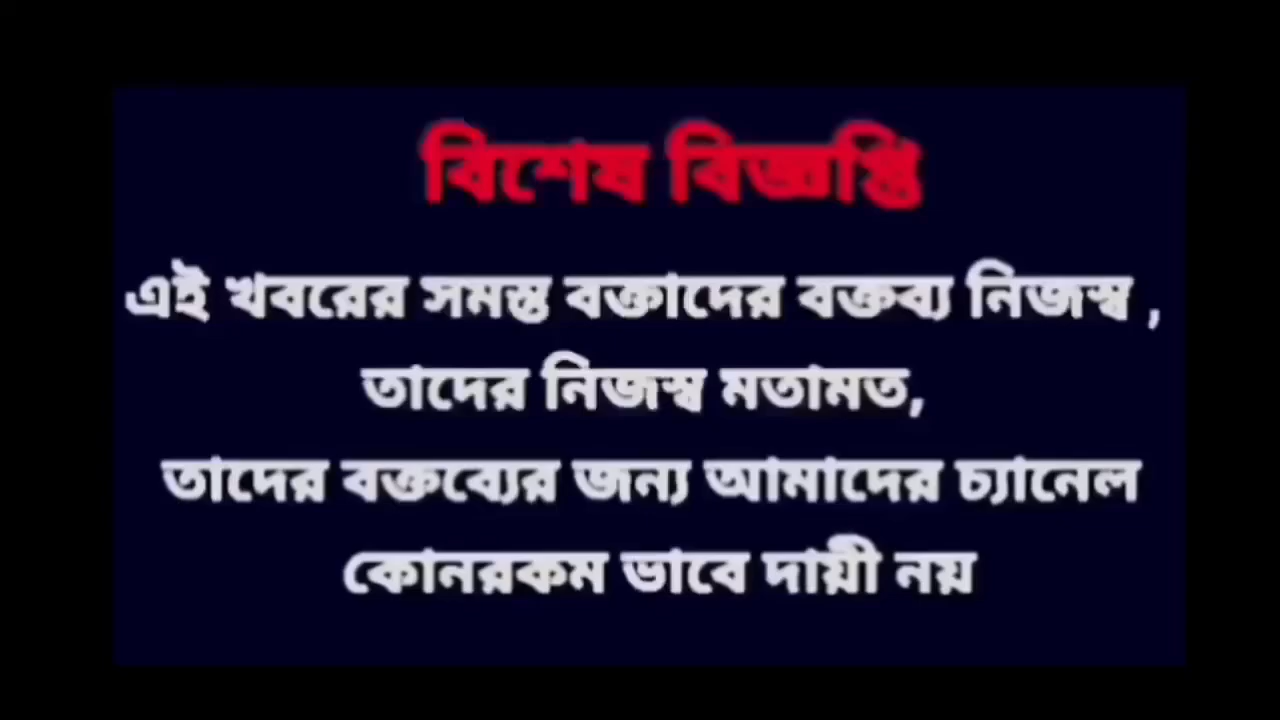 বিশেষ বিজ্ঞপ্তি
এই খবরের সমস্ত বক্তাদের বক্তব্য নিজস্ব ,
তাদের নিজস্ব মতামত,
তাদের বক্তব্যের জন্য আমাদের চ্যানেল
কোনরকম ভাবে দায়ী নয়